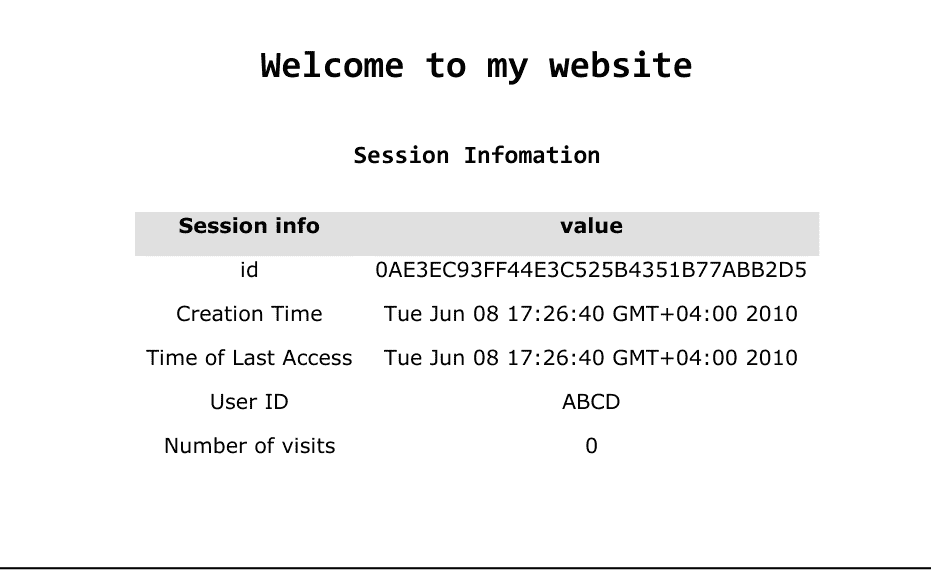 Welcome to my website
Session Infomation
Session info value
id 0AE3EC93FF44E3C525B4351B77ABB2D5
Creation Time Tue Jun 08 17:26:40 GMT+04:00 2010
Time of Last Access Tue Jun 08 17:26:40 GMT+04:00 2010
User ID ABCD
Number of visits 0